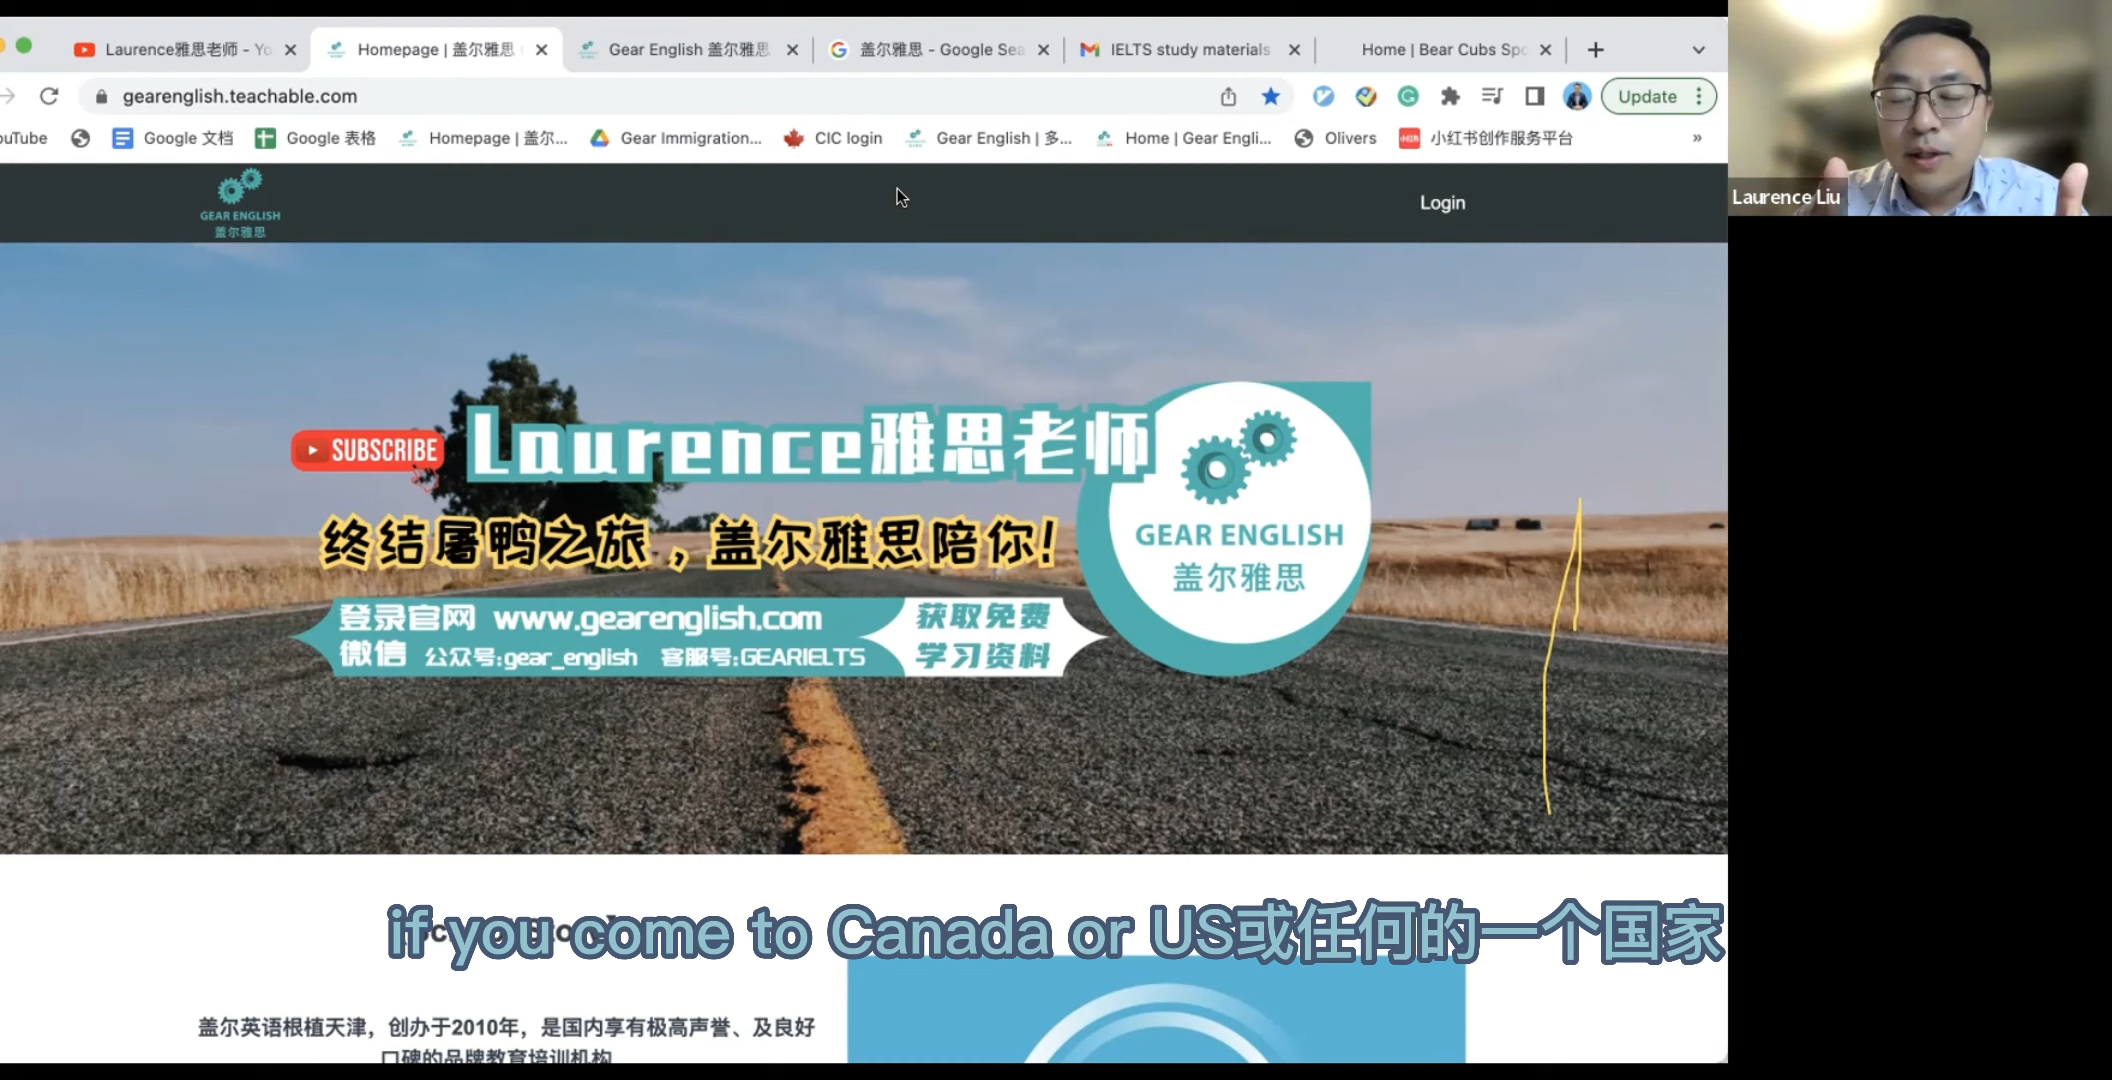 Laurence雅思老师 - Yo
Homepage | 盖尔雅思
Gear English 盖尔雅思
盖尔雅思 - Google Sea
IELTS study materials
Home | Bear Cubs Spo
gearenglish.teachable.com
Update
ouTube
Google 文档
Google 表格
Homepage | 盖尔...
Gear Immigration...
CIC login
Gear English | 多...
Home | Gear Engli...
Olivers
小红书
小红书创作服务平台
»
Laurence Liu
GEAR ENGLISH
盖尔雅思
Login
SUBSCRIBE
Laurence雅思老师
终结屠鸭之旅，盖尔雅思陪你!
GEAR ENGLISH
盖尔雅思
登录官网 www.gearenglish.com
微信 公众号:gear_english 客服号:GEARIELTS
获取免费
学习资料
if you come to Canada or US或任何的一个国家
盖尔英语根植天津，创办于2010年，是国内享有极高声誉、及良好
口碑的品牌教育培训机构